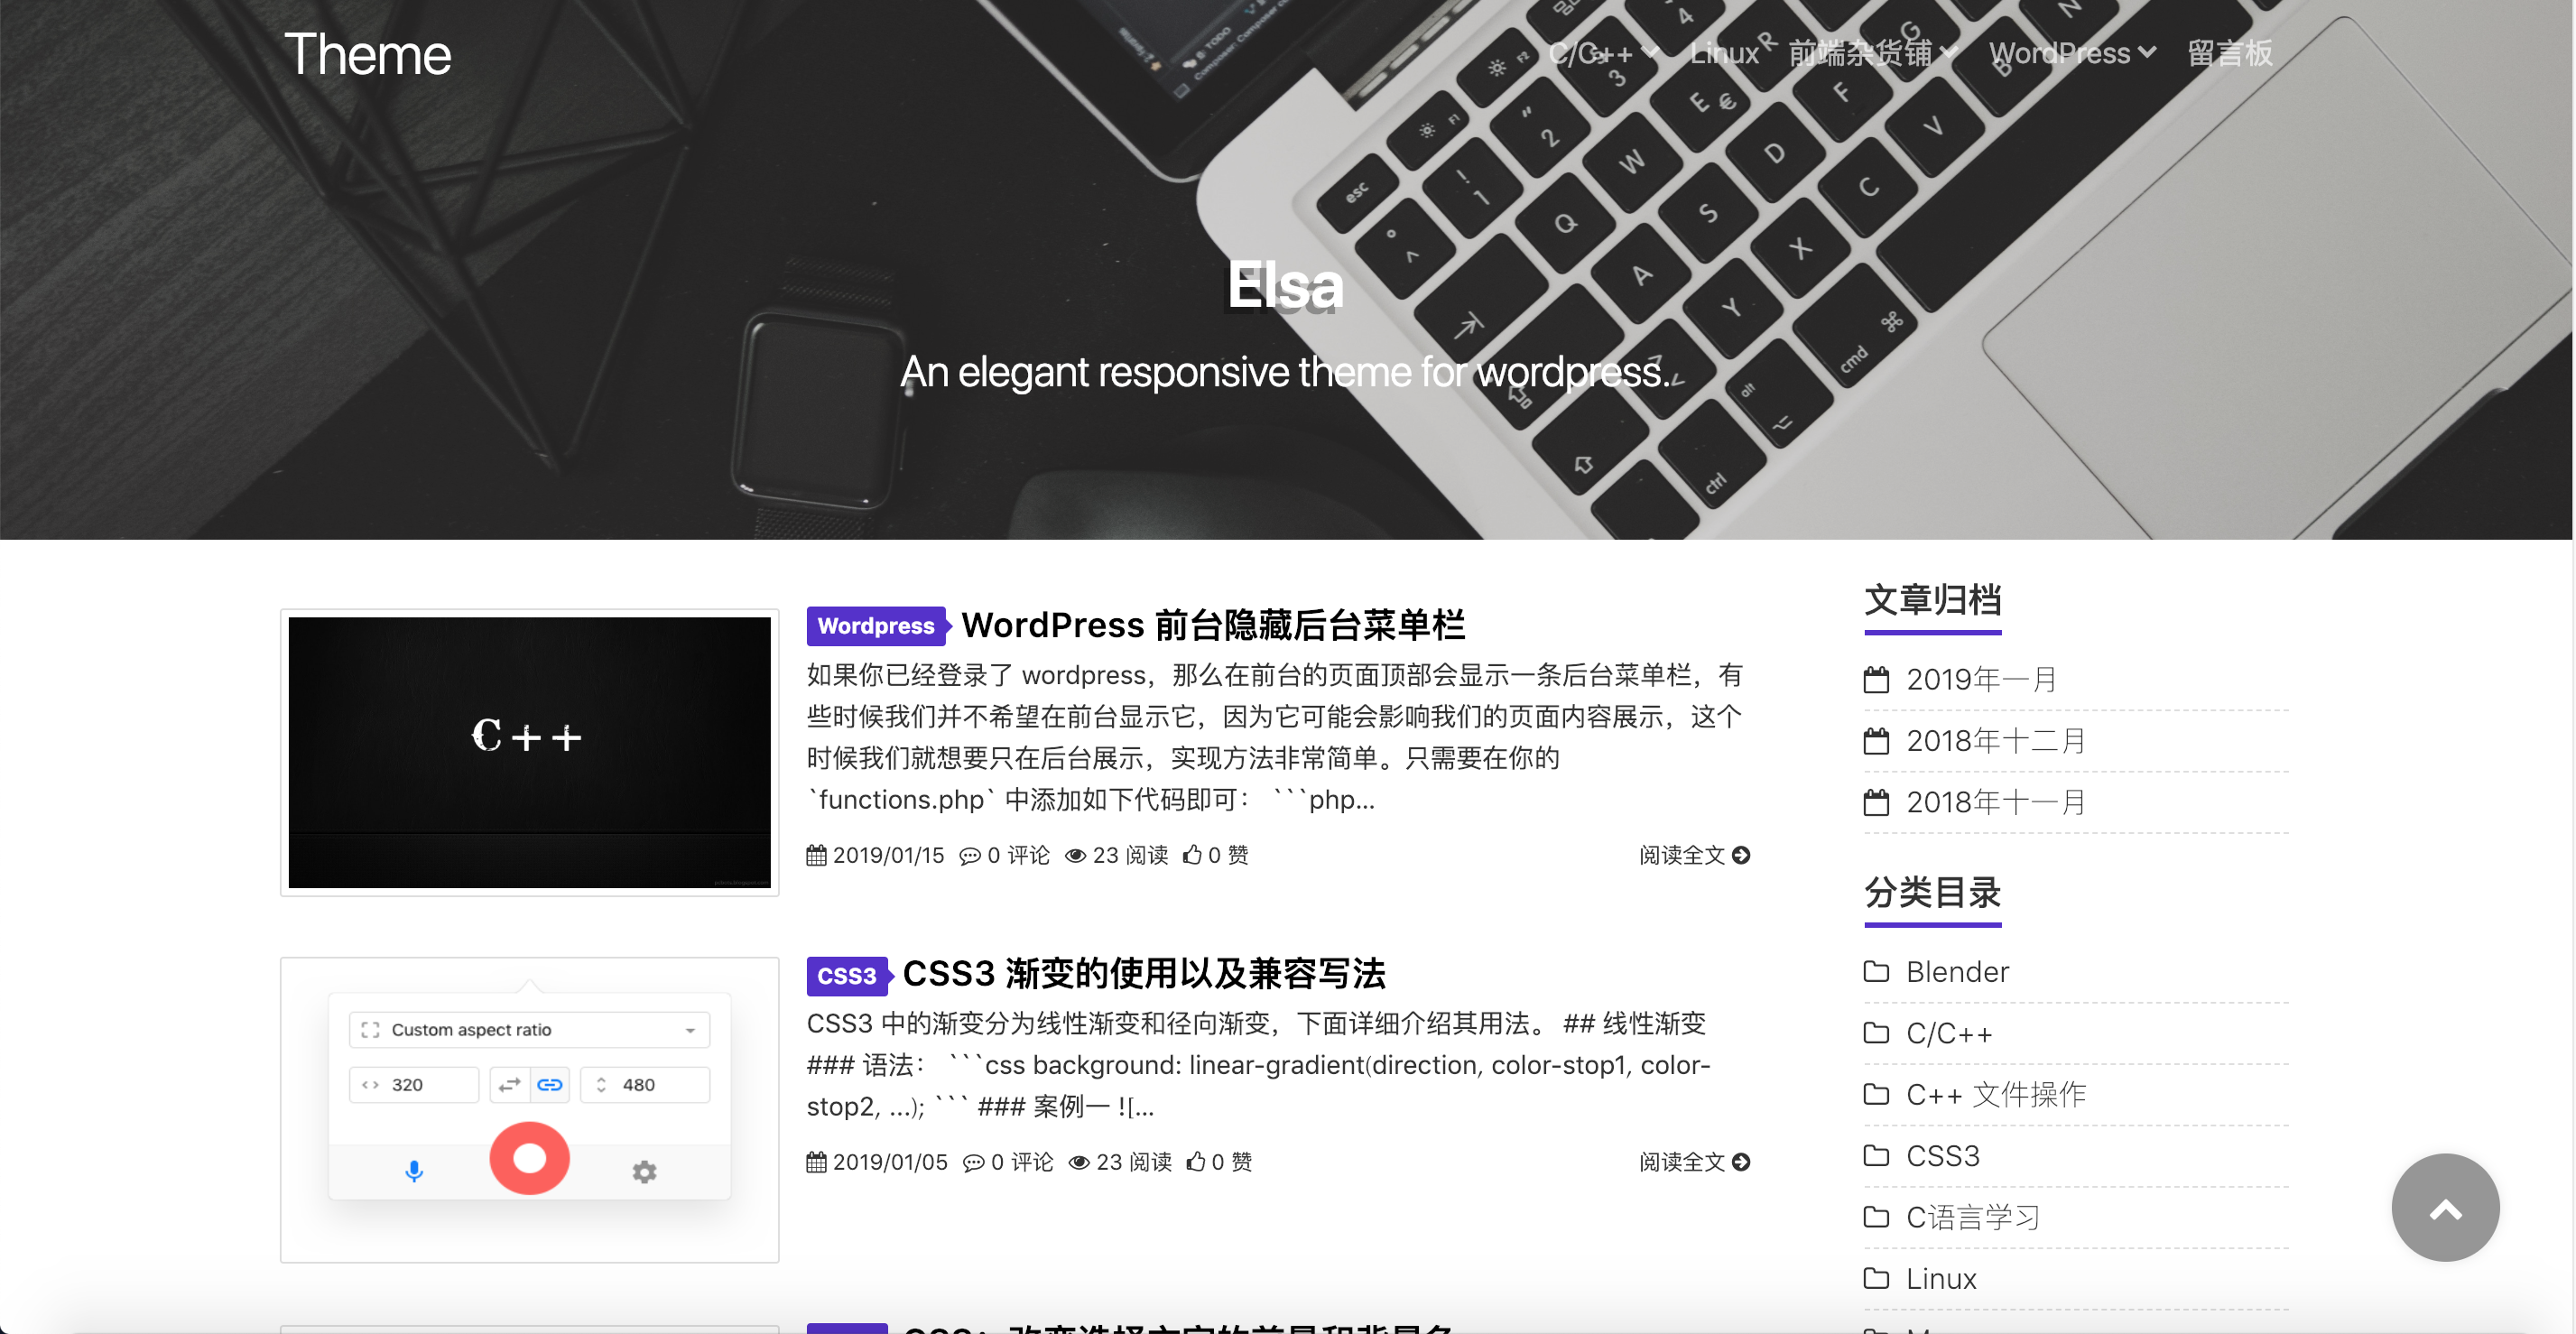 Theme
C/C++ Linux 前端杂货铺 WordPress 留言板
Elsa
An elegant responsive theme for wordpress.
C++
Wordpress WordPress 前台隐藏后台菜单栏
如果你已经登录了 wordpress，那么在前台的页面顶部会显示一条后台菜单栏，有
些时候我们并不希望在前台显示它，因为它可能会影响我们的页面内容展示，这个
时候我们就想要只在后台展示，实现方法非常简单。只需要在你的
`functions.php` 中添加如下代码即可： ```php...
2019/01/15 0 评论 23 阅读 0 赞 阅读全文
Custom aspect ratio
320 480
CSS3 CSS3 渐变的使用以及兼容写法
CSS3 中的渐变分为线性渐变和径向渐变，下面详细介绍其用法。 ## 线性渐变
### 语法： ```css background: linear-gradient(direction, color-stop1, color-
stop2, ...); ``` ### 案例一 ![...
2019/01/05 0 评论 23 阅读 0 赞 阅读全文
文章归档
2019年一月
2018年十二月
2018年十一月
分类目录
Blender
C/C++
C++ 文件操作
CSS3
C语言学习
Linux
esc
! 1
" 2
3
4
Q
W
E €
R
A
S
D
F
G
Y
X
C
V
B
N
ctrl
alt
cmd
F1
F2